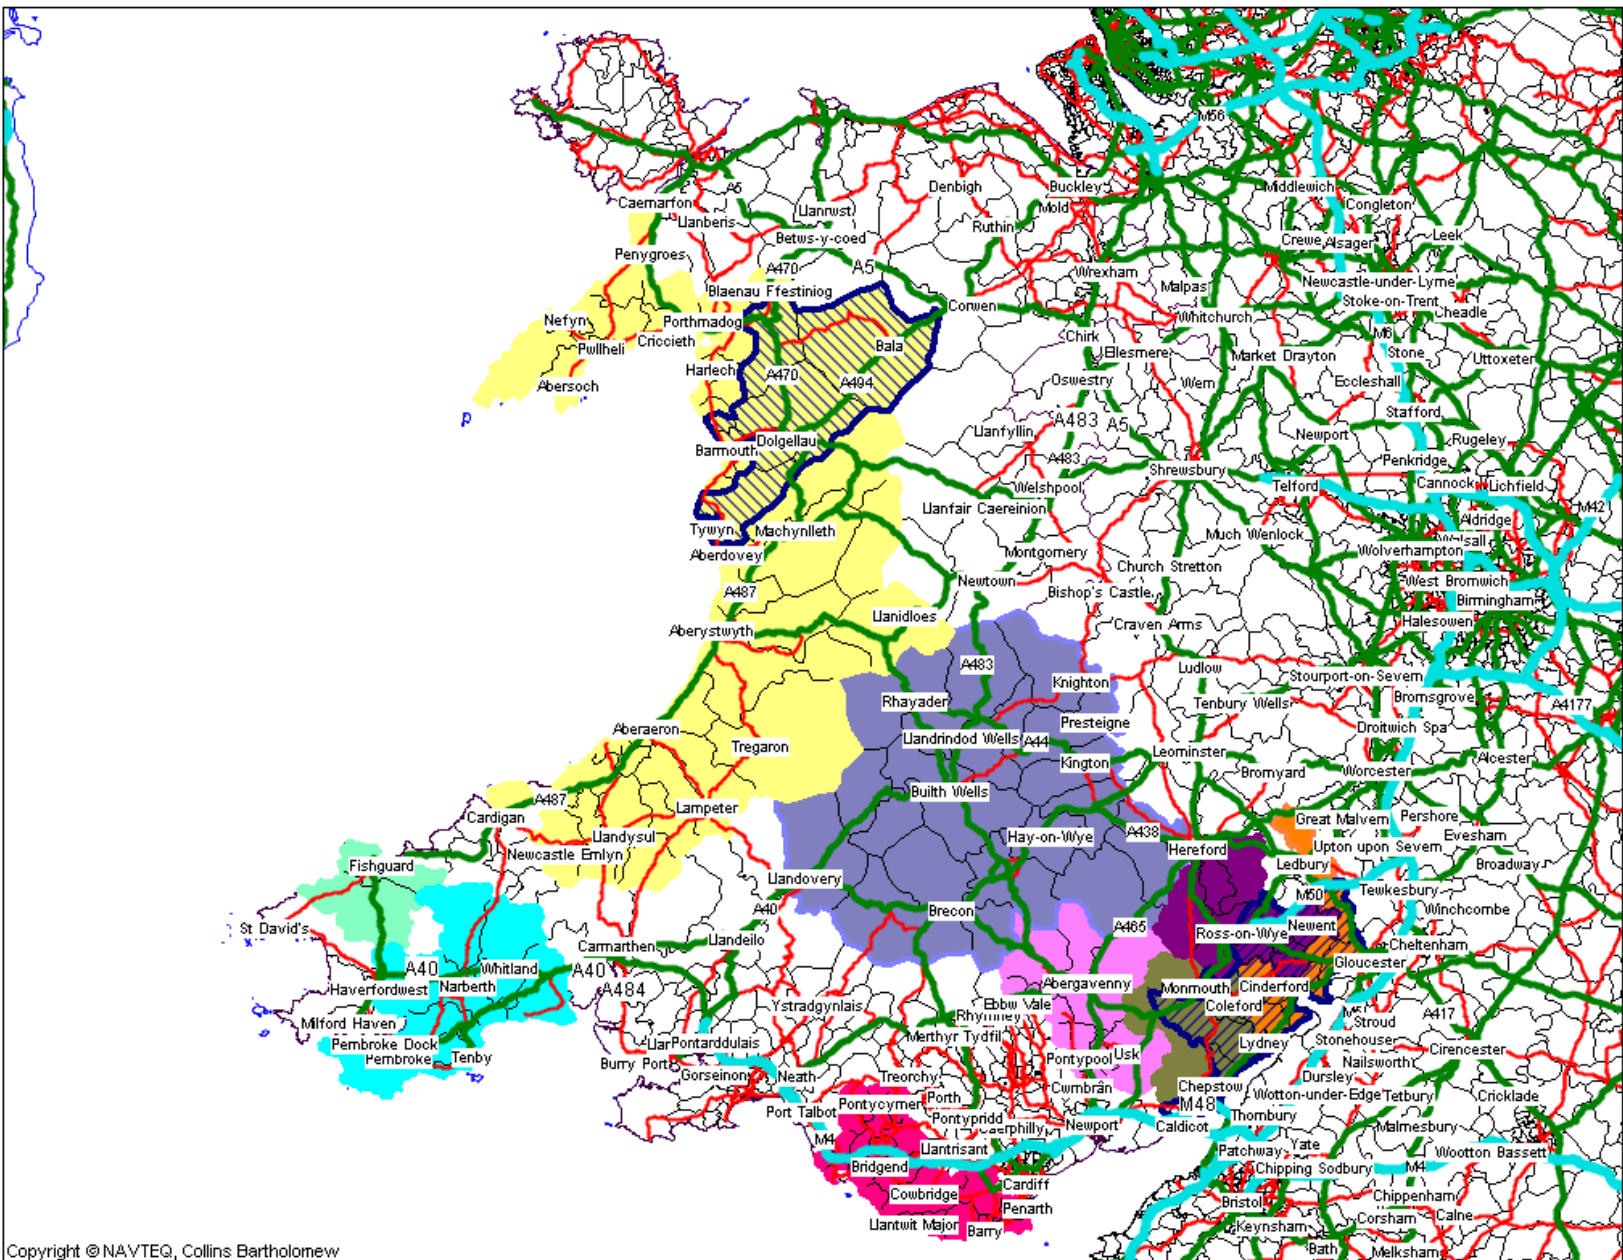 M56
A5
Denbigh
Buckley
Middlewich
Caernarfon
Llanberis
Llanrwst
Mold
Congleton
Ruthin
Betws-y-coed
Crewe
Alsager
Leek
Penygroes
A470
A5
Wrexham
Malpas
Newcastle-under-Lyme
Blaenau Ffestiniog
Corwen
Stoke-on-Trent
Cheadle
Nefyn
Porthmadog
Whitchurch
Criccieth
Chirk
M6
Pwllheli
Bala
Ellesmere
Market Drayton
Stone
Uttoxeter
Harlech
A470
A494
Abersoch
Oswestry
Wem
Eccleshall
Stafford
A483
A5
Llanfyllin
Newport
Rugeley
Dolgellau
Barmouth
A483
Shrewsbury
Penkridge
Welshpool
Telford
Cannock
Lichfield
Llanfair Caereinion
M42
Tywyn
Machynlleth
Much Wenlock
Aldridge
Walsall
Aberdovey
Montgomery
Wolverhampton
Church Stretton
Newtown
West Bromwich
A487
Bishop's Castle
Birmingham
Llanidloes
Craven Arms
Halesowen
Aberystwyth
A483
Ludlow
Stourport-on-Severn
Knighton
Bromsgrove
Rhayader
Tenbury Wells
A4177
Presteigne
Droitwich Spa
Aberaeron
Llandrindod Wells
A44
Tregaron
Leominster
Kington
Bromyard
Worcester
Alcester
Builth Wells
A487
Lampeter
Cardigan
Great Malvern
Pershore
Llandysul
Hay-on-Wye
A438
Evesham
Newcastle Emlyn
Hereford
Upton upon Severn
Fishguard
Ledbury
Broadway
Llandovery
M50
Tewkesbury
A40
Brecon
Winchcombe
St David's
A465
Ross-on-Wye
Newent
Carmarthen
Llandeilo
Cheltenham
A40
Whitland
A40
Gloucester
Haverfordwest
Narberth
A484
Abergavenny
Monmouth
Cinderford
Ystradgynlais
Ebbw Vale
Coleford
Rhymney
A417
Milford Haven
Stroud
Pembroke Dock
Merthyr Tydfil
Lydney
Stonehouse
Pontarddulais
Cirencester
Pembroke
Tenby
Pontypool
Usk
Nailsworth
Burry Port
Gorseinon
Neath
Treorchy
Dursley
Cwmbrân
Chepstow
Wotton-under-Edge
Tetbury
Cricklade
Pontycymer
Porth
M48
Port Talbot
Pontypridd
Thornbury
Caerphilly
Newport
Caldicot
Malmesbury
M4
Llantrisant
Patchway
Yate
Wootton Bassett
Bridgend
Chipping Sodbury
M4
Cardiff
Cowbridge
Chippenham
Penarth
Bristol
Corsham
Calne
Llantwit Major
Barry
Keynsham
Bath
Melksham
Copyright © NAVTEQ, Collins Bartholomew